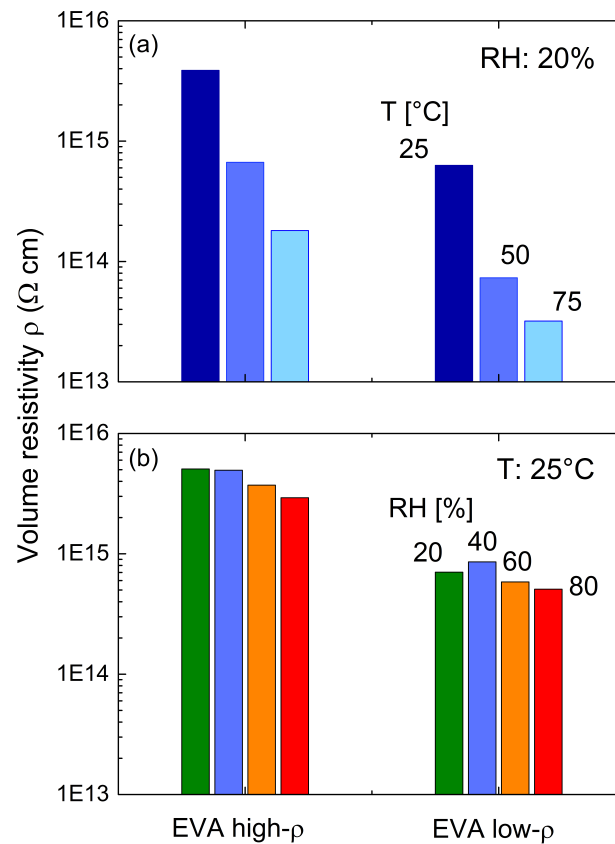 Volume resistivity ρ (Ω cm)
(a)
RH: 20%
T [°C]
25
50
75
1E16
1E15
1E14
1E13
(b)
T: 25°C
RH [%]
20
40
60
80
1E16
1E15
1E14
1E13
EVA high-ρ
EVA low-ρ